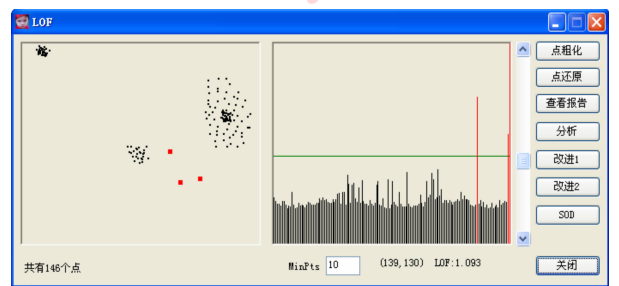 LOF
点粗化
点还原
查看报告
分析
改进1
改进2
SOD
共有146个点
MinPts 10 (139,130) LOF:1.093
关闭